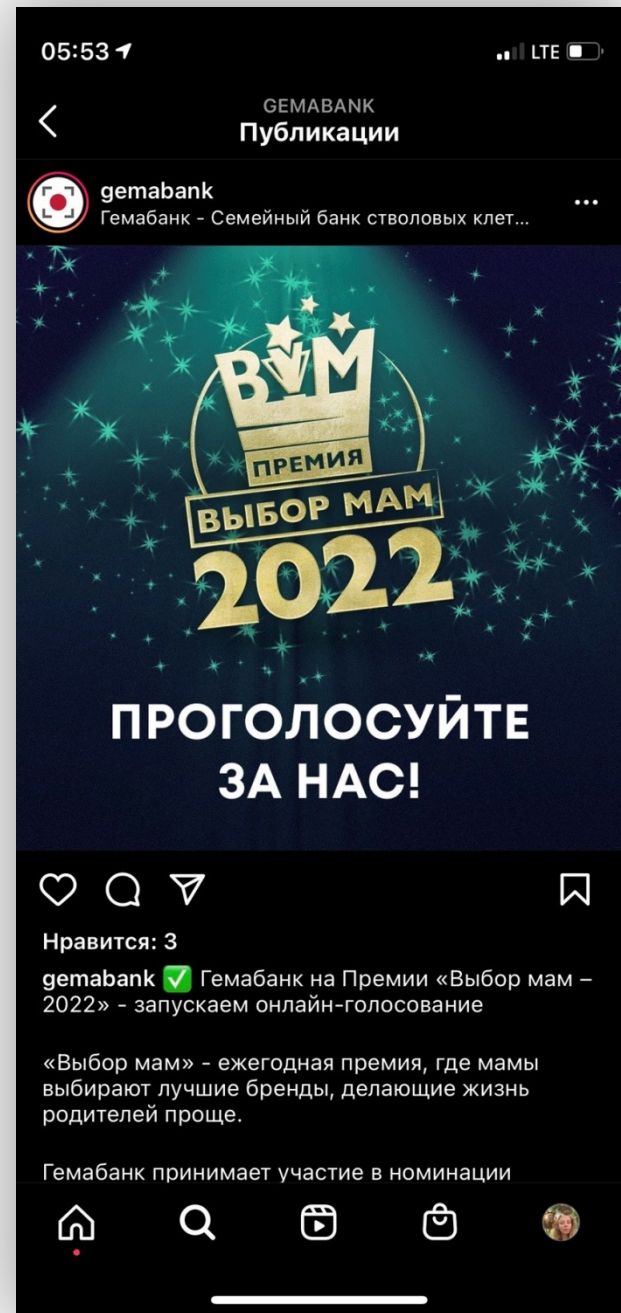 05:53
LTE
GEMABANK
Публикации
gemabank
Гемабанк - Семейный банк стволовых клет...
ВМ
ПРЕМИЯ
ВЫБОР МАМ
2022
ПРОГОЛОСУЙТЕ
ЗА НАС!
Нравится: 3
gemabank ✅ Гемабанк на Премии «Выбор мам –
2022» - запускаем онлайн-голосование
«Выбор мам» - ежегодная премия, где мамы
выбирают лучшие бренды, делающие жизнь
родителей проще.
Гемабанк принимает участие в номинации